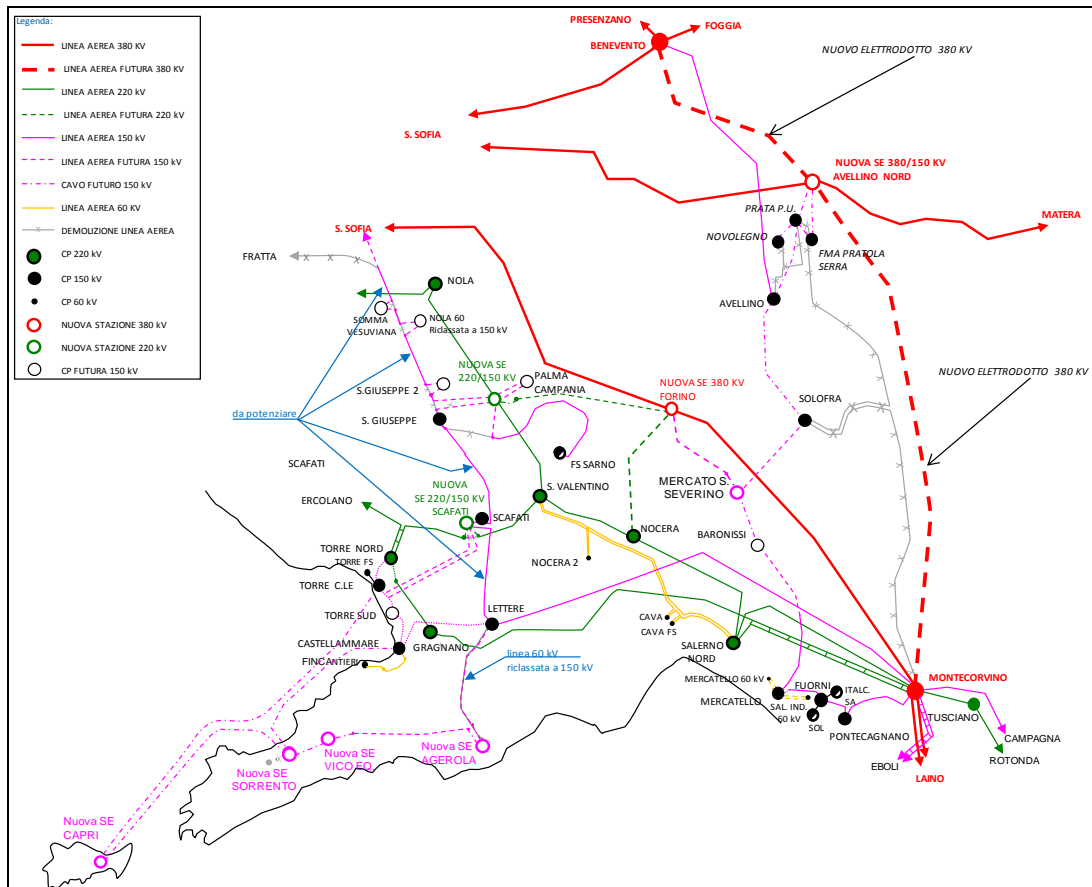 Legenda:
LINEA AEREA 380 KV
LINEA AEREA FUTURA 380 KV
LINEA AEREA 220 kV
LINEA AEREA FUTURA 220 kV
LINEA AEREA 150 kV
LINEA AEREA FUTURA 150 kV
CAVO FUTURO 150 kV
LINEA AEREA 60 KV
DEMOLIZIONE LINEA AEREA
CP 220 kV
CP 150 kV
CP 60 kV
NUOVA STAZIONE 380 kV
NUOVA STAZIONE 220 kV
CP FUTURA 150 kV
PRESENZANO
FOGGIA
BENEVENTO
NUOVO ELETTRODOTTO 380 KV
S. SOFIA
NUOVA SE 380/150 KV
AVELLINO NORD
MATERA
PRATA P.U.
NOVOLEGNO
FMA PRATOLA
SERRA
AVELLINO
S. SOFIA
FRATTA
NOLA
SOMMA
VESUVIANA
NOLA 60
Riclassata a 150 kV
NUOVA SE
220/150 KV
PALMA
CAMPANIA
S.GIUSEPPE 2
S. GIUSEPPE
NUOVA SE 380 KV
FORINO
NUOVO ELETTRODOTTO 380 KV
SOLOFRA
da potenziare
FS SARNO
SCAFATI
NUOVA
SE 220/150 KV
SCAFATI
SCAFATI
S. VALENTINO
MERCATO S.
SEVERINO
ERCOLANO
NOCERA
BARONISSI
TORRE NORD
TORRE FS
NOCERA 2
TORRE C.LE
TORRE SUD
LETTERE
CAVA
CAVA FS
CASTELLAMMARE
GRAGNANO
SALERNO
NORD
FINCANTIERI
linea 60 kV
riclassata a 150 kV
MERCATELLO 60 kV
MERCATELLO
FUORNI
ITALC.
SA
SAL. IND.
60 kV
SOL
PONTECAGNANO
MONTECORVINO
TUSCIANO
CAMPAGNA
ROTONDA
EBOLI
LAINO
Nuova SE
SORRENTO
Nuova SE
VICO EQ.
Nuova SE
AGEROLA
Nuova SE
CAPRI